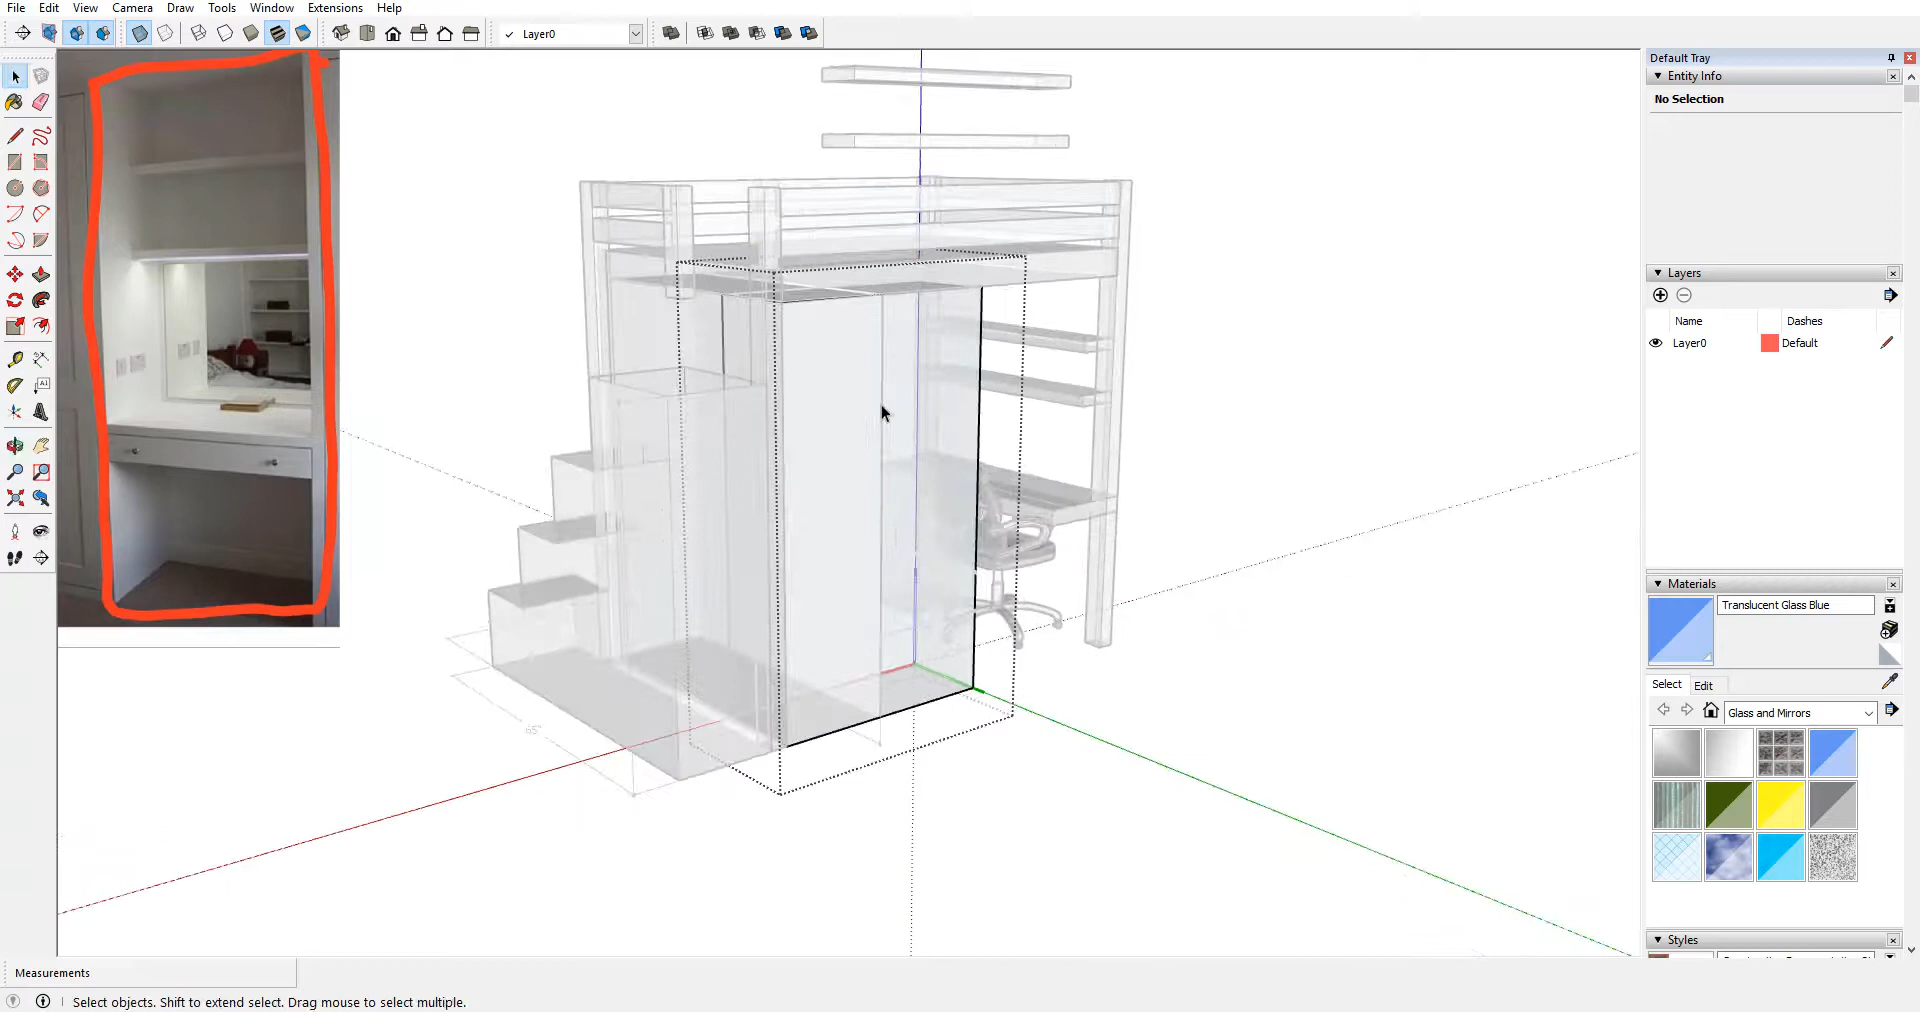 File Edit View Camera Draw Tools Window Extensions Help
Layer0
Default Tray
Entity Info
No Selection
Layers
Name Dashes
Layer0 Default
Materials
Translucent Glass Blue
Select Edit
Glass and Mirrors
Styles
Measurements
Select objects. Shift to extend select. Drag mouse to select multiple.